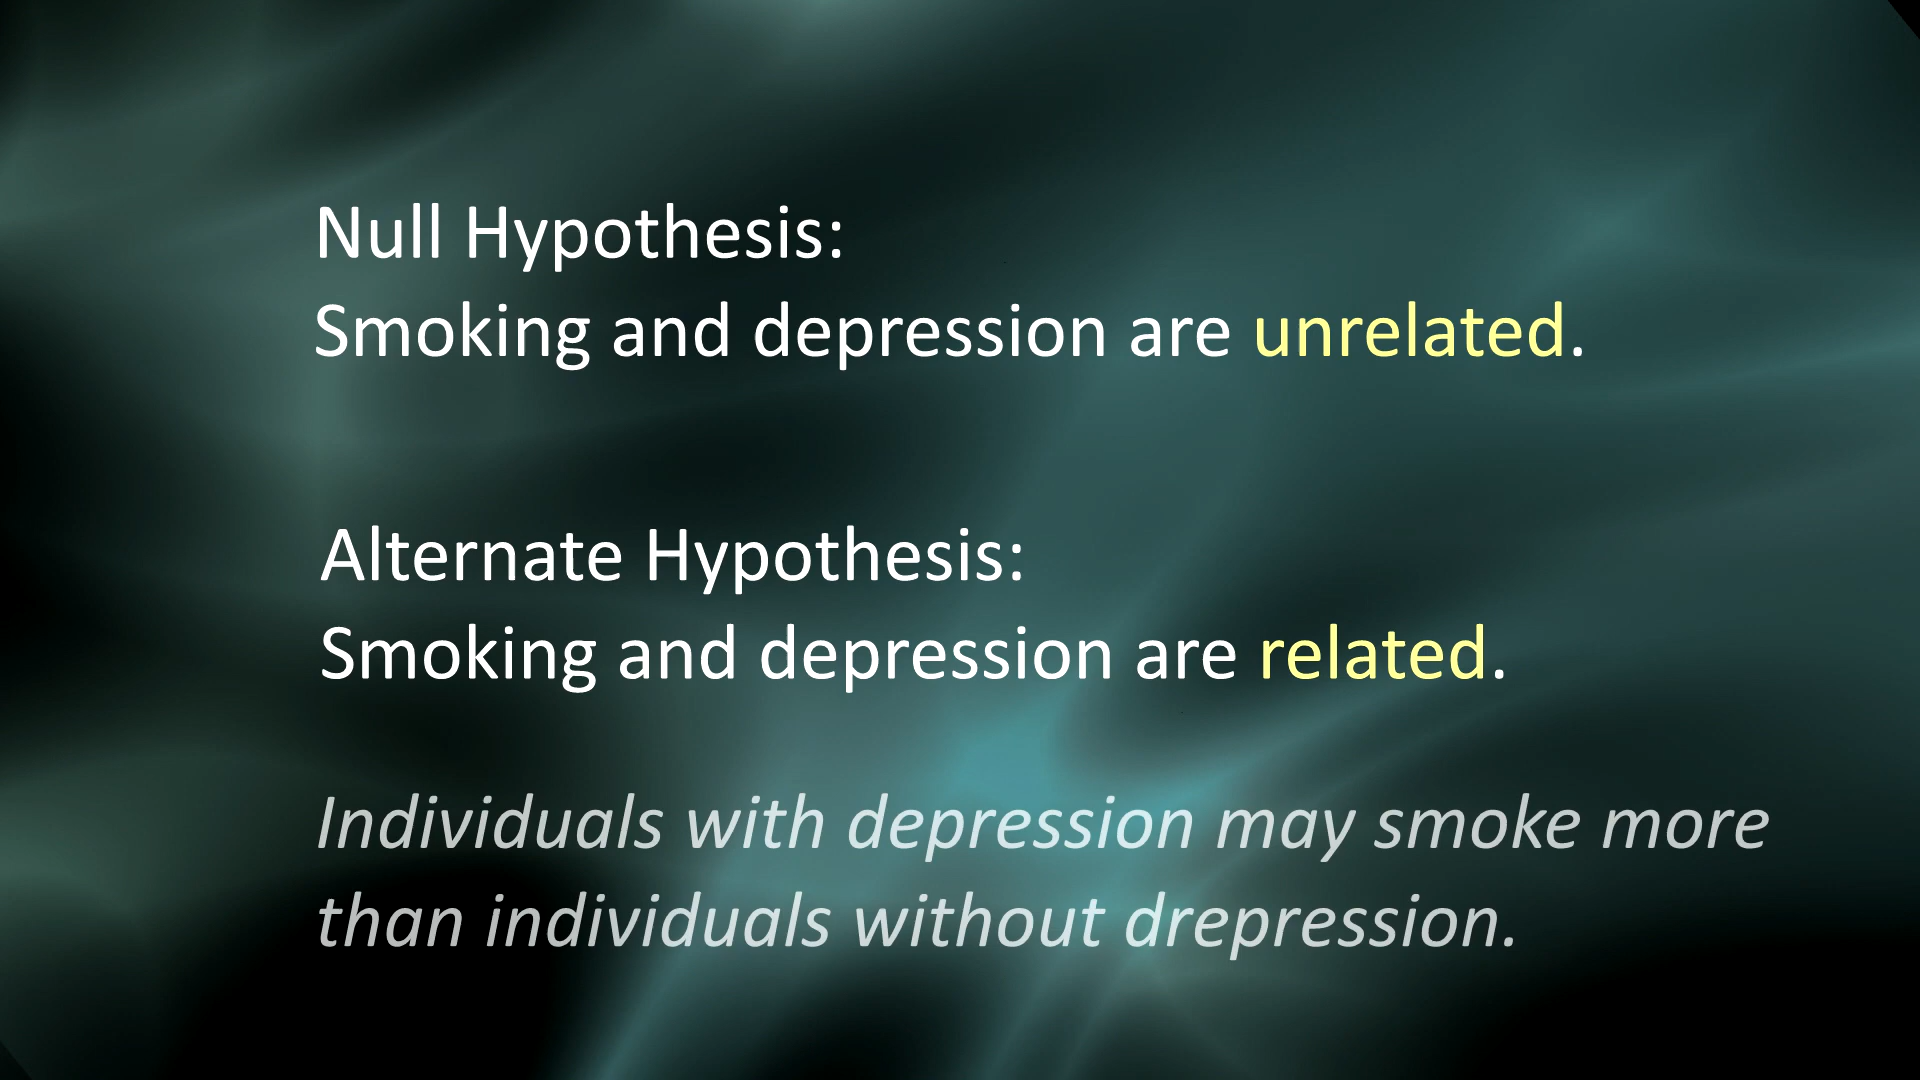 Null Hypothesis:
Smoking and depression are unrelated.
Alternate Hypothesis:
Smoking and depression are related.
Individuals with depression may smoke more
than individuals without drepression.